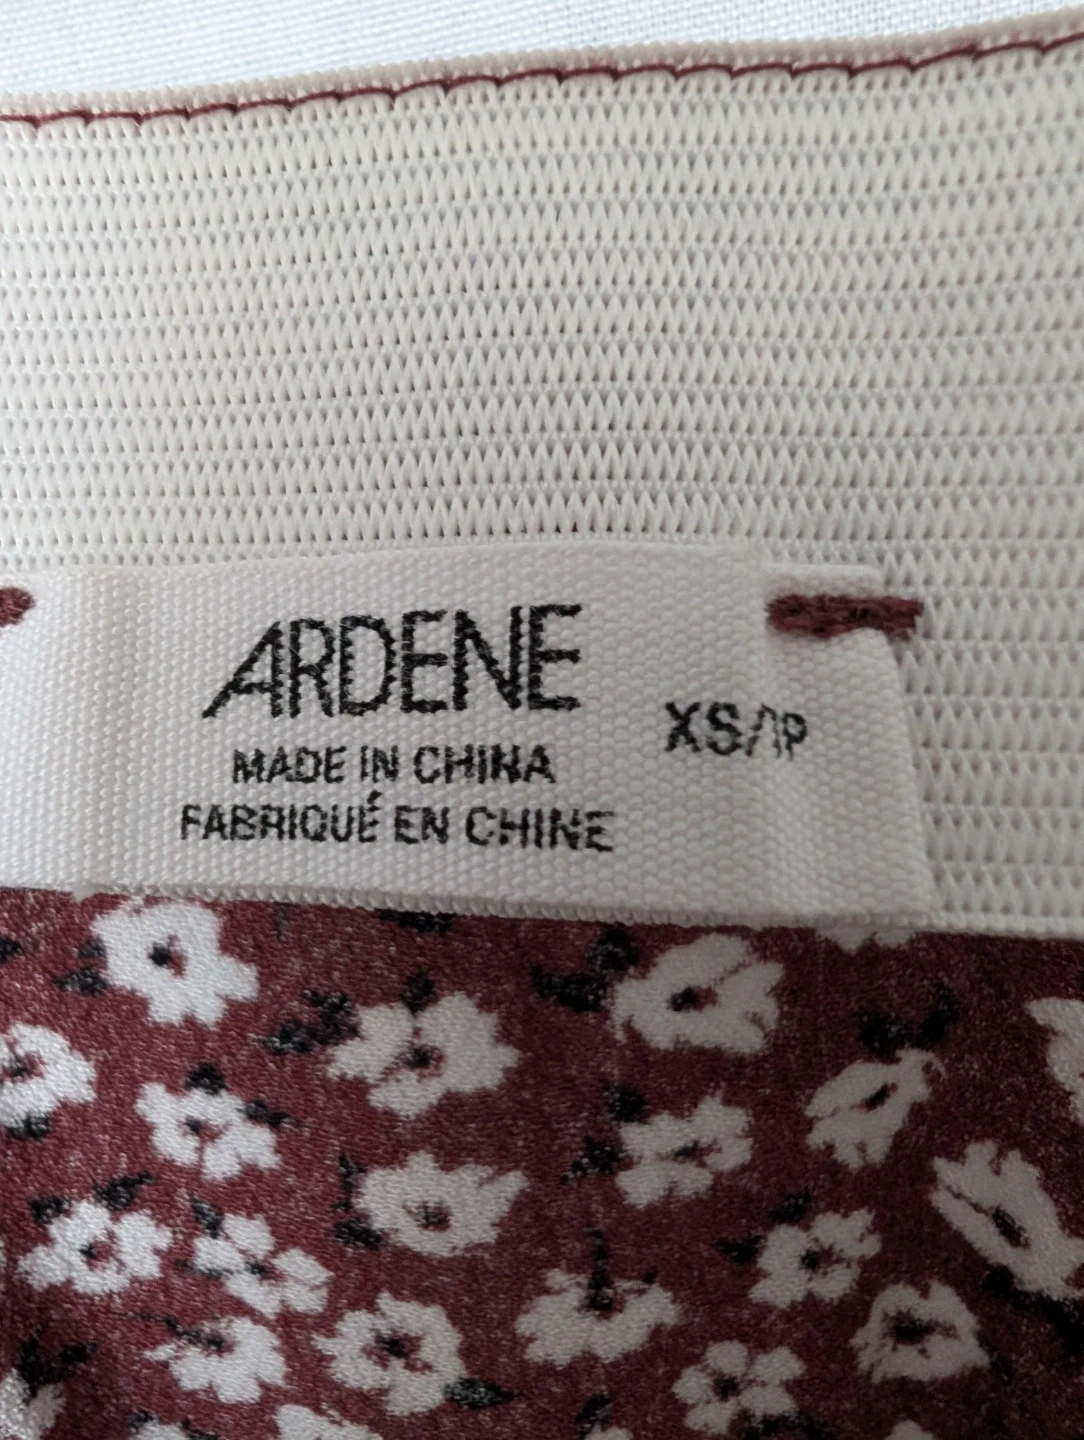 ARDENE
XS/TP
MADE IN CHINA
FABRIQUÉ EN CHINE